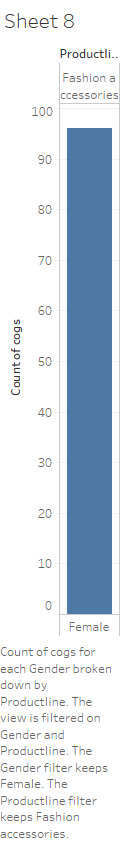 Sheet 8
Productli..
Fashion a
ccessories
100
90
80
70
60
50
40
30
20
10
0
Count of cogs
Female
Count of cogs for
each Gender broken
down by
Productline. The
view is filtered on
Gender and
Productline. The
Gender filter keeps
Female. The
Productline filter
keeps Fashion
accessories.